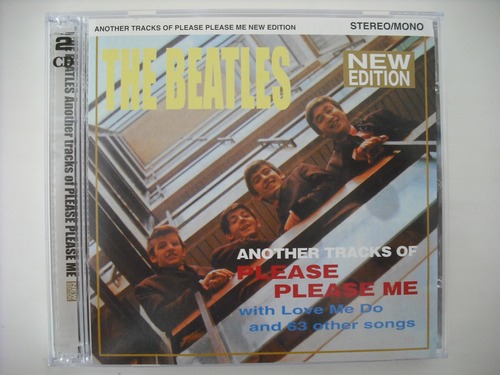 ANOTHER TRACKS OF PLEASE PLEASE ME NEW EDITION
STEREO/MONO
THE BEATLES
NEW
EDITION
ANOTHER TRACKS OF
PLEASE
PLEASE ME
with Love Me Do
and 63 other songs
2
CD
THE BEATLES Another tracks of PLEASE PLEASE ME